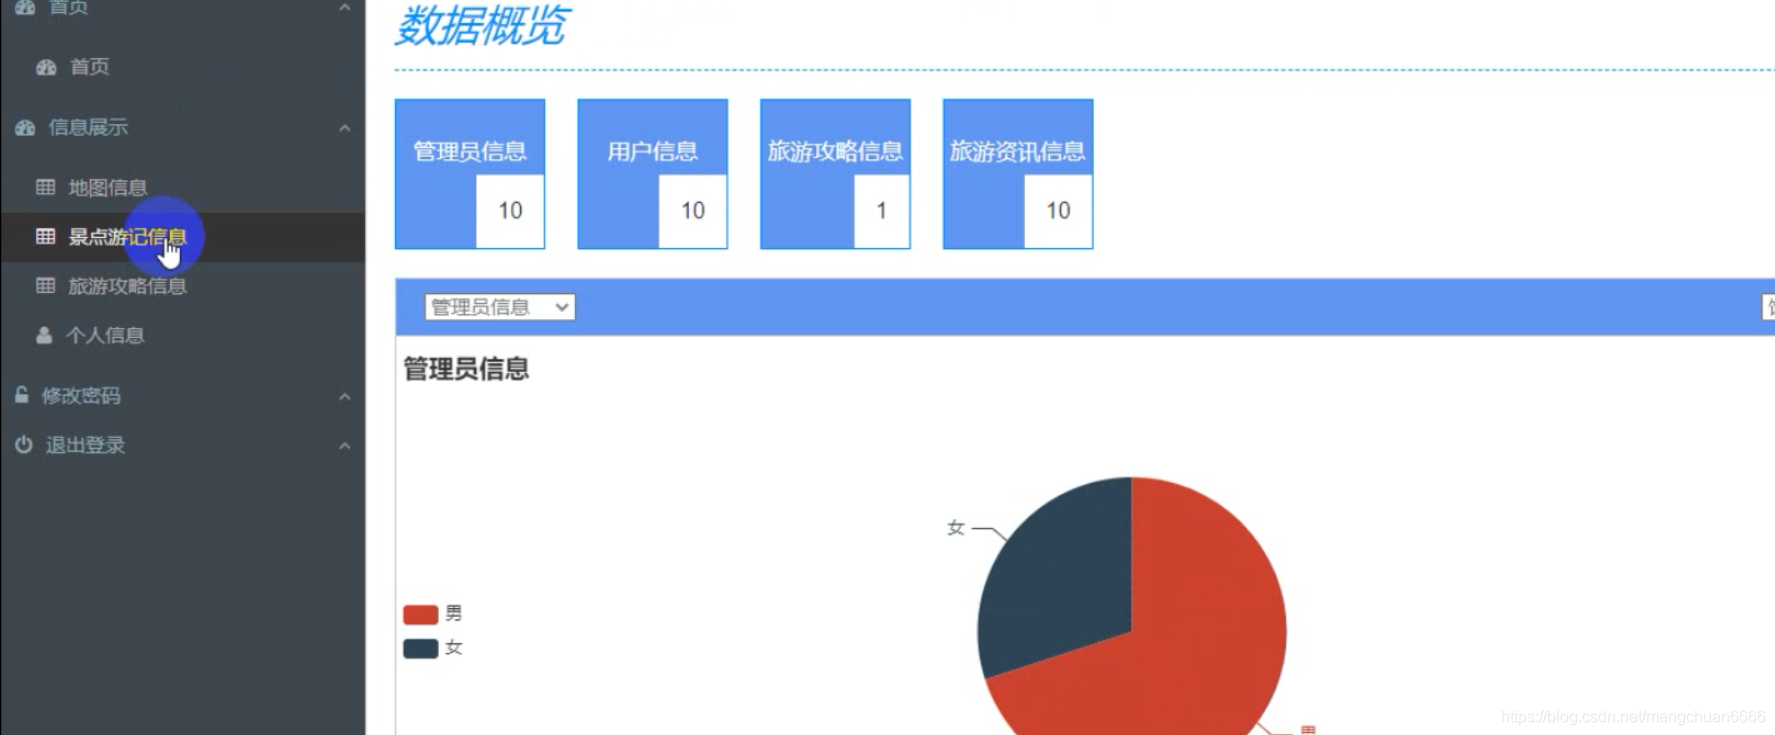 首页
首页
信息展示
地图信息
景点游记信息
旅游攻略信息
个人信息
修改密码
退出登录
数据概览
管理员信息
10
用户信息
10
旅游攻略信息
1
旅游资讯信息
10
管理员信息
管理员信息
男
女
女
男
https://blog.csdn.net/mengchuan6666